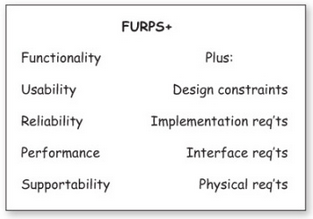 FURPS+
Functionality Plus:
Usability Design constraints
Reliability Implementation req'ts
Performance Interface req'ts
Supportability Physical req'ts